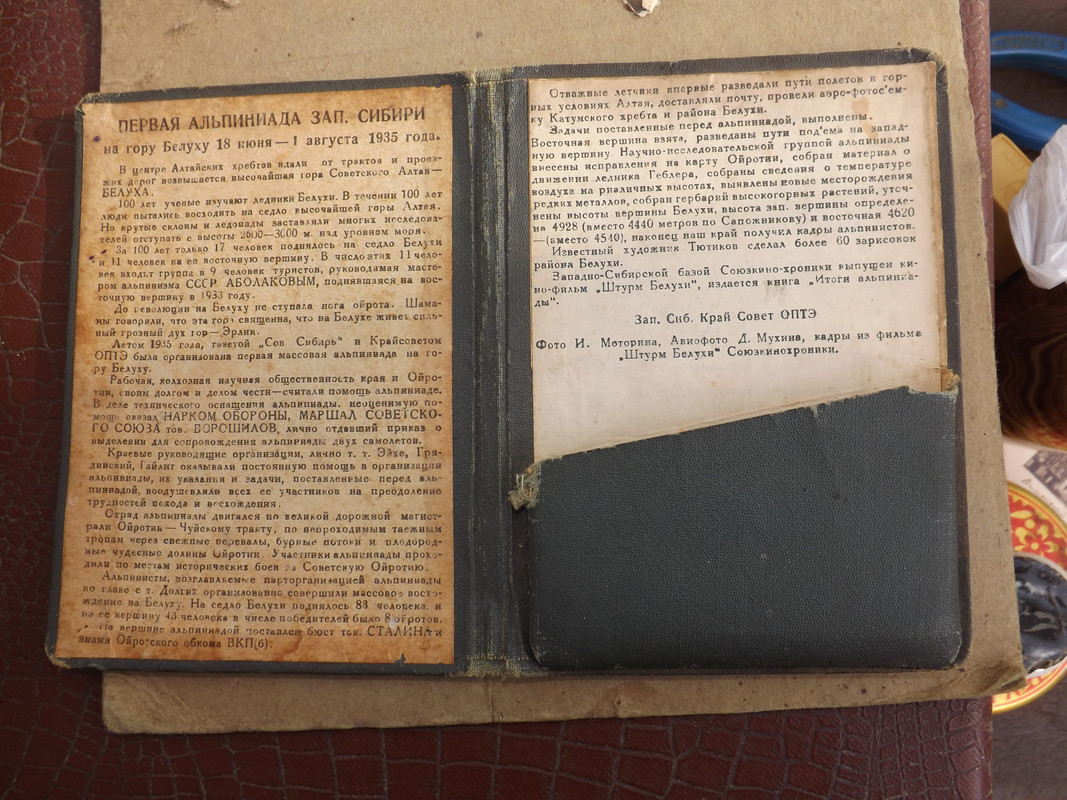 ПЕРВАЯ АЛЬПИНИАДА ЗАП. СИБИРИ
на гору Белуху 18 июня — 1 августа 1935 года.
В центре Алтайских хребтов вдали от трактов и проез-
жих дорог возвышается высочайшая гора Советского Алтая—
БЕЛУХА.
100 лет ученые изучают ледники Белухи. В течении 100 лет
люди пытались восходить на седло высочайшей горы Алтая.
Но крутые склоны и ледопады заставляли многих исследова-
телей отступать с высоты 2600—3000 м. над уровнем моря.
За 100 лет только 17 человек поднялось на седло Белухи
и 11 человек на ее восточную вершину. В число этих 11 чело-
век входит группа в 9 человек туристов, руководимая масте-
ром альпинизма СССР АБОЛАКОВЫМ, поднявшаяся на вос-
точную вершину в 1933 году.
До революции на Белуху не ступала нога ойрота. Шама-
ны говорили, что эта гора священна, что на Белухе живет силь-
ный грозный дух гор—Эрлик.
Летом 1935 года, газетой „Сов. Сибирь" и Крайсоветом
ОПТЭ была организована первая массовая альпиниада на го-
ру Белуху.
Рабочая, колхозная научная общественность края и Ойро-
тии, своим долгом и делом чести—считали помощь альпиниаде.
В деле технического оснащения альпиниады, неоценимую по-
мощь оказал НАРКОМ ОБОРОНЫ, МАРШАЛ СОВЕТСКО-
ГО СОЮЗА тов. ВОРОШИЛОВ, лично отдавший приказ о
выделении для сопровождения альпиниады двух самолетов.
Краевые руководящие организации, лично т. т. Эйхе, Гря-
динский, Гайлит оказывали постоянную помощь в организации
альпиниады, их указания и задачи, поставленные перед аль-
пиниадой, воодушевляли всех ее участников на преодоление
трудностей похода и восхождения.
Отряд альпиниады двигался по великой дорожной магист-
рали Ойротии — Чуйскому тракту, по непроходимым таежным
тропам через снежные перевалы, бурные потоки и плодород-
ные чудесные долины Ойротии. Участники альпиниады прохо-
дили по местам исторических боев за Советскую Ойротию.
Альпинисты, возглавляемые парторганизацией альпиниады
во главе с т. Долгит организованно совершили массовое восхо-
ждение на Белуху. На седло Белухи поднялось 83 человека, и
на ее вершину 43 человека в числе победителей было 8 ойротов.
На вершине альпиниадой поставлен бюст тов. СТАЛИНА и
знамя Ойротского обкома ВКП(б).
Отважные летчики впервые разведали пути полетов в гор-
ных условиях Алтая, доставляли почту, провели аэро-фотос'ем-
ку Катунского хребта и района Белухи.
Задачи поставленные перед альпиниадой, выполнены.
Восточная вершина взята, разведаны пути под'ема на запад-
ную вершину. Научно-исследовательской группой альпиниады
внесены исправления на карту Ойротии, собран материал о
движении ледника Геблера, собраны сведения о температуре
воздуха на различных высотах, выявлены новые месторождения
редких металлов, собран гербарий высокогорных растений, уточ-
нены высоты вершины Белухи, высота зап. вершины определе-
на 4928 (вместо 4440 метров по Сапожникову) и восточная 4620
—(вместо 4540), наконец наш край получил кадры альпинистов.
Известный художник Тютиков сделал более 60 зарисовок
района Белухи.
Западно-Сибирской базой Союзкино-хроники выпущен ки-
но-фильм „Штурм Белухи", издается книга „Итоги альпиниа-
ды".
Зап. Сиб. Край Совет ОПТЭ
Фото И. Моторина, Авиофото Д. Мухина, кадры из фильма
„Штурм Белухи" Союзкинохроники.